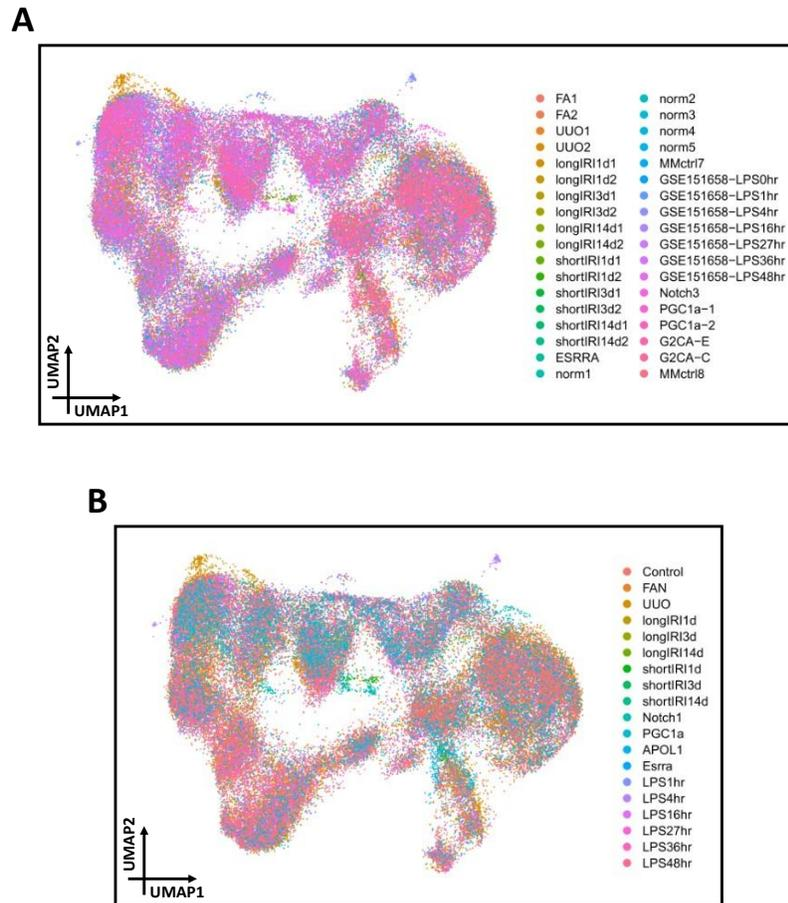 A
FA1
FA2
UUO1
UUO2
longIRI1d1
longIRI1d2
longIRI3d1
longIRI3d2
longIRI14d1
longIRI14d2
shortIRI1d1
shortIRI1d2
shortIRI3d1
shortIRI3d2
shortIRI14d1
shortIRI14d2
ESRRA
norm1
norm2
norm3
norm4
norm5
MMctrl7
GSE151658−LPS0hr
GSE151658−LPS1hr
GSE151658−LPS4hr
GSE151658−LPS16hr
GSE151658−LPS27hr
GSE151658−LPS36hr
GSE151658−LPS48hr
Notch3
PGC1a−1
PGC1a−2
G2CA−E
G2CA−C
MMctrl8
UMAP2
UMAP1
B
Control
FAN
UUO
longIRI1d
longIRI3d
longIRI14d
shortIRI1d
shortIRI3d
shortIRI14d
Notch1
PGC1a
APOL1
Esrra
LPS1hr
LPS4hr
LPS16hr
LPS27hr
LPS36hr
LPS48hr
UMAP2
UMAP1